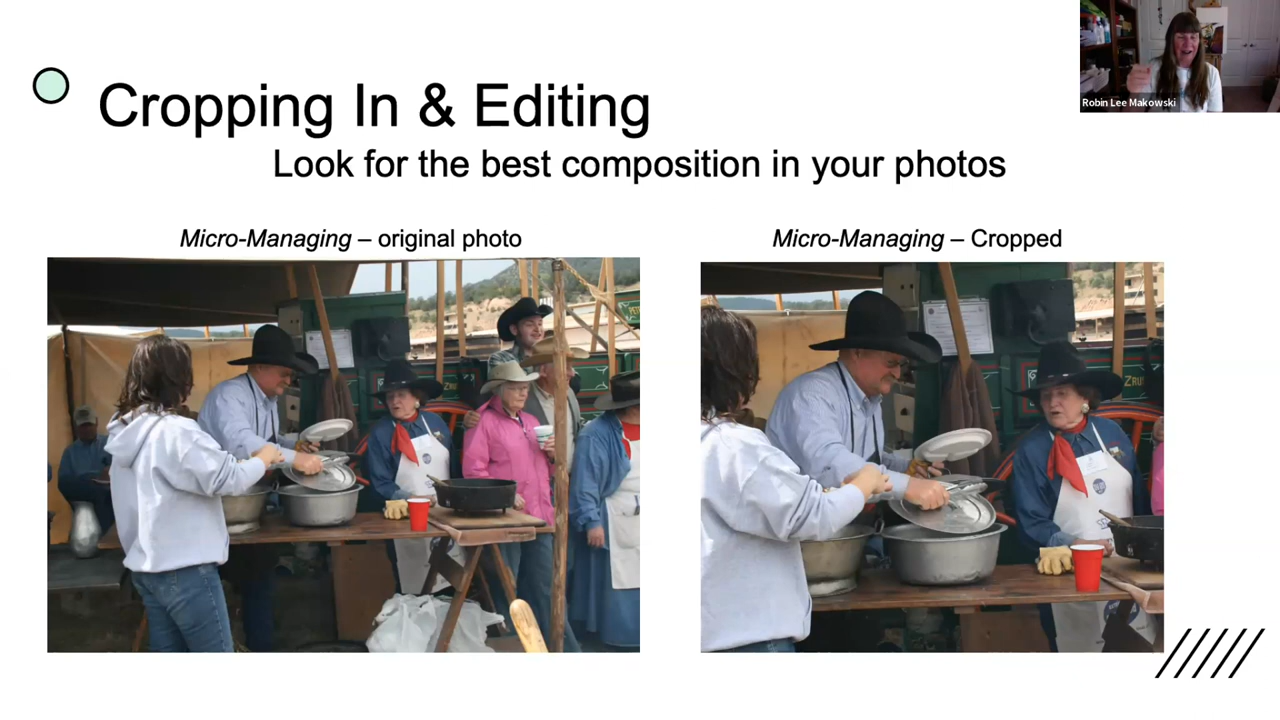 Robin Lee Makowski
Cropping In & Editing
Look for the best composition in your photos
Micro-Managing – original photo
Micro-Managing – Cropped